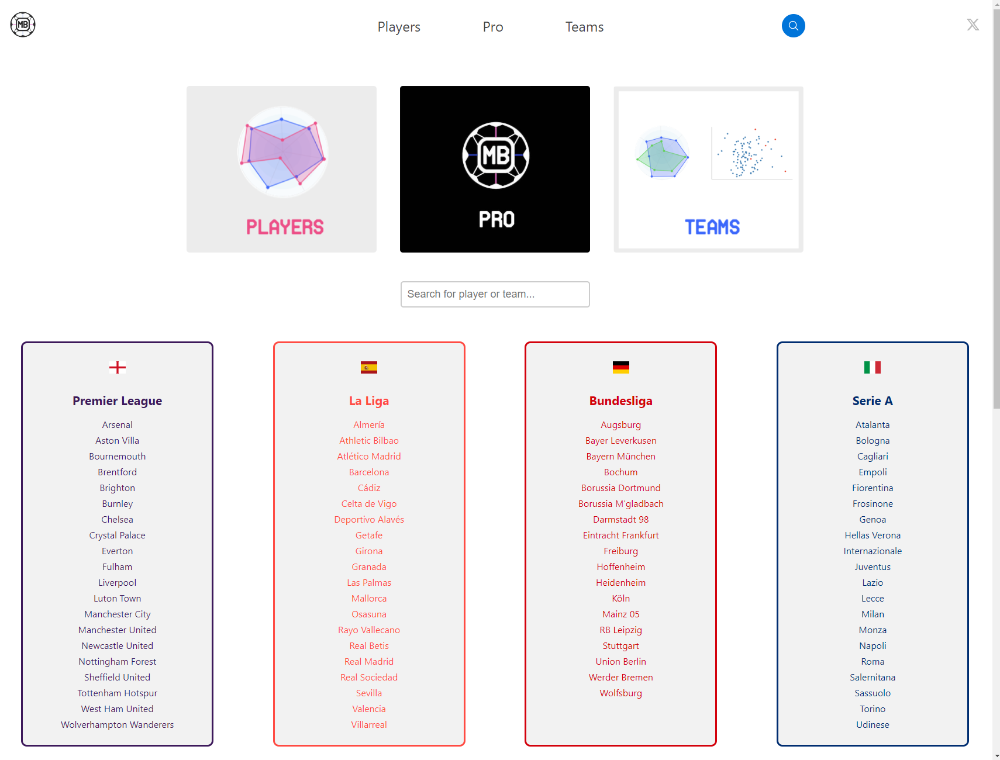 MB
Players
Pro
Teams
PLAYERS
MB
PRO
TEAMS
Search for player or team...
Premier League
Arsenal
Aston Villa
Bournemouth
Brentford
Brighton
Burnley
Chelsea
Crystal Palace
Everton
Fulham
Liverpool
Luton Town
Manchester City
Manchester United
Newcastle United
Nottingham Forest
Sheffield United
Tottenham Hotspur
West Ham United
Wolverhampton Wanderers
La Liga
Almería
Athletic Bilbao
Atlético Madrid
Barcelona
Cádiz
Celta de Vigo
Deportivo Alavés
Getafe
Girona
Granada
Las Palmas
Mallorca
Osasuna
Rayo Vallecano
Real Betis
Real Madrid
Real Sociedad
Sevilla
Valencia
Villarreal
Bundesliga
Augsburg
Bayer Leverkusen
Bayern München
Bochum
Borussia Dortmund
Borussia M'gladbach
Darmstadt 98
Eintracht Frankfurt
Freiburg
Hoffenheim
Heidenheim
Köln
Mainz 05
RB Leipzig
Stuttgart
Union Berlin
Werder Bremen
Wolfsburg
Serie A
Atalanta
Bologna
Cagliari
Empoli
Fiorentina
Frosinone
Genoa
Hellas Verona
Internazionale
Juventus
Lazio
Lecce
Milan
Monza
Napoli
Roma
Salernitana
Sassuolo
Torino
Udinese